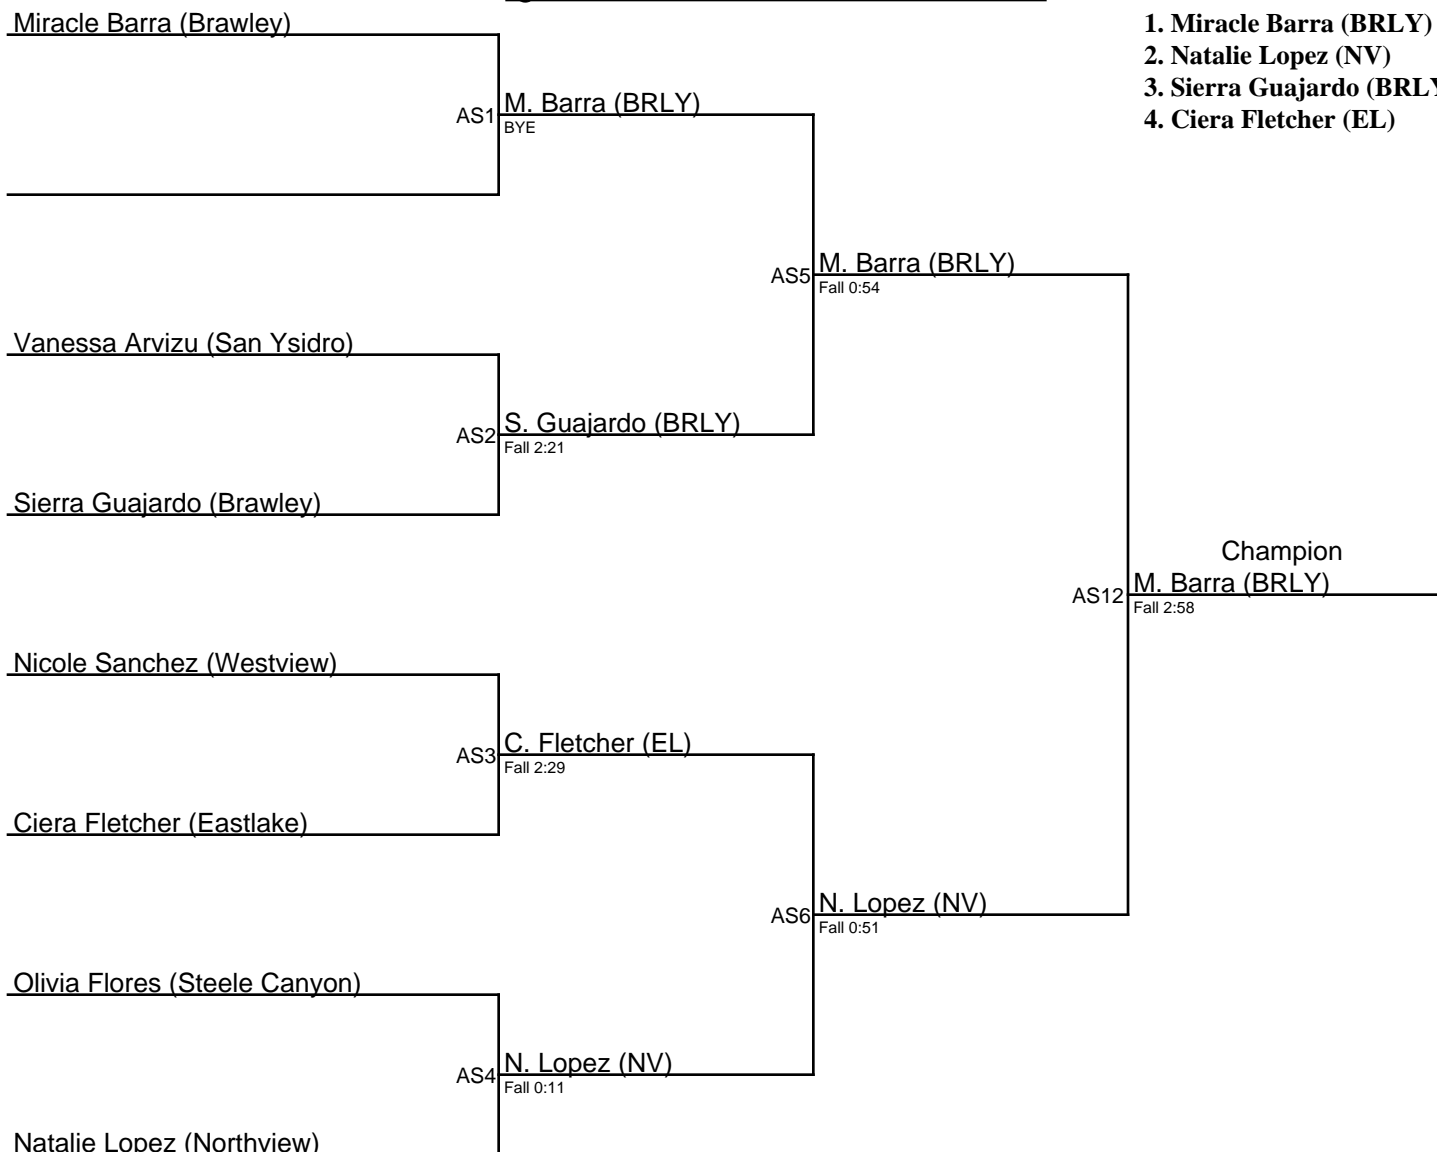 Miracle Barra (Brawley)
1. Miracle Barra (BRLY)
2. Natalie Lopez (NV)
3. Sierra Guajardo (BRLY
4. Ciera Fletcher (EL)
AS1
M. Barra (BRLY)
BYE
AS5
M. Barra (BRLY)
Fall 0:54
Vanessa Arvizu (San Ysidro)
AS2
S. Guajardo (BRLY)
Fall 2:21
Sierra Guajardo (Brawley)
Champion
AS12
M. Barra (BRLY)
Fall 2:58
Nicole Sanchez (Westview)
AS3
C. Fletcher (EL)
Fall 2:29
Ciera Fletcher (Eastlake)
AS6
N. Lopez (NV)
Fall 0:51
Olivia Flores (Steele Canyon)
AS4
N. Lopez (NV)
Fall 0:11
Natalie Lopez (Northview)